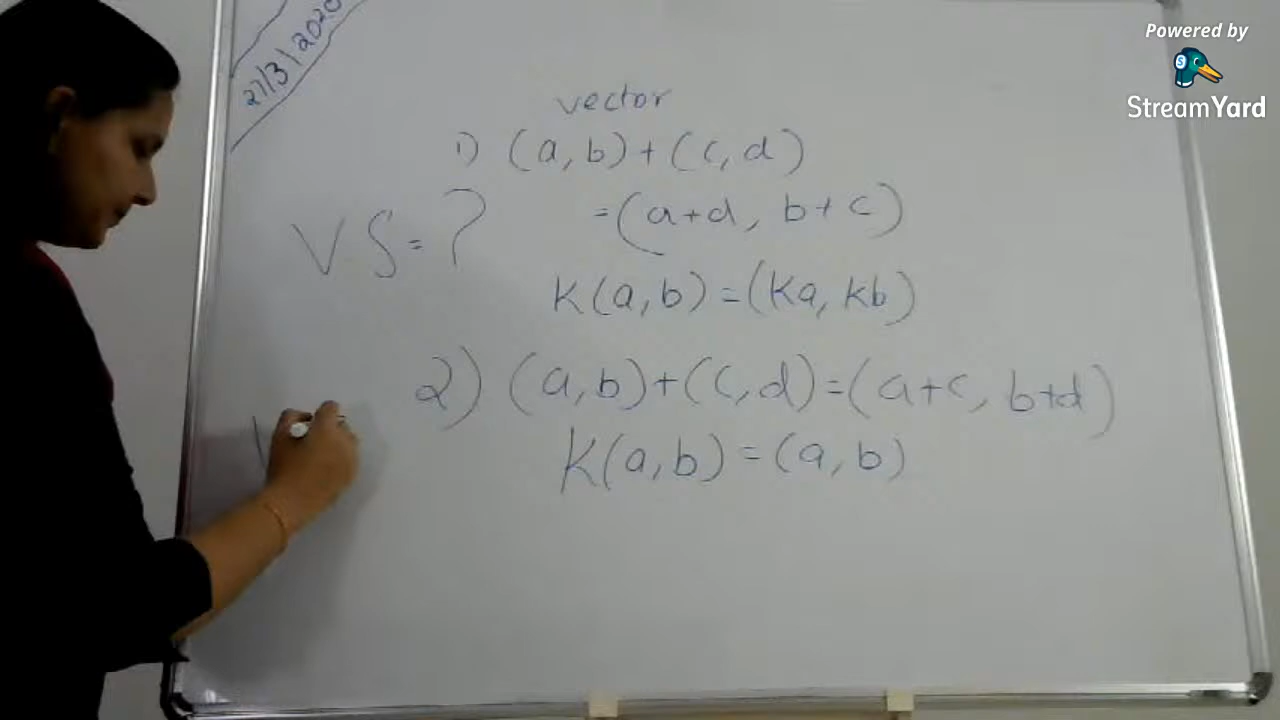 Powered by
StreamYard
27/3/2020
vector
1) (a, b) + (c, d)
= (a+d, b+c)
VS = ?
K(a, b) = (Ka, kb)
2) (a, b) + (c, d) = (a+c, b+d)
K(a, b) = (a, b)